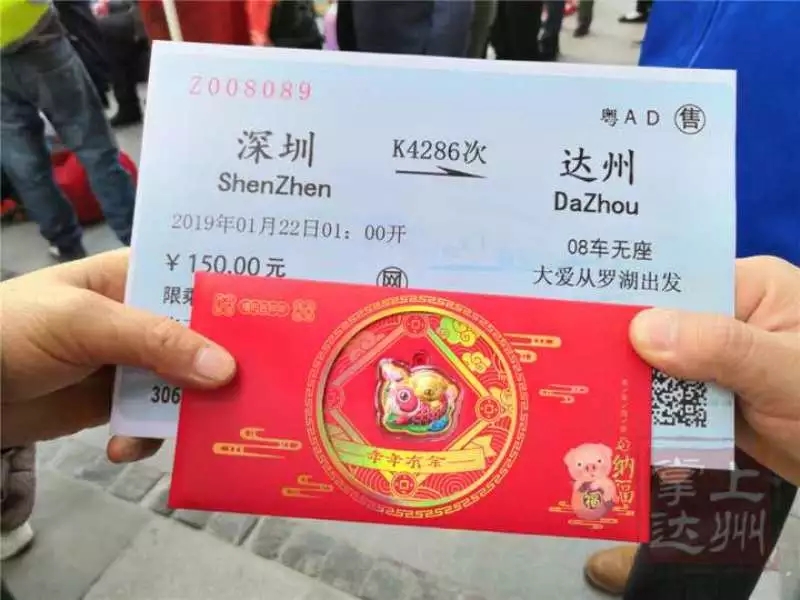 Z008089
粤A D 售
深圳 K4286次 达州
ShenZhen DaZhou
2019年01月22日01：00开
08车无座
￥150.00元 网
大爱从罗湖出发
限乘
306
年年有余
纳福
福
掌上
达州